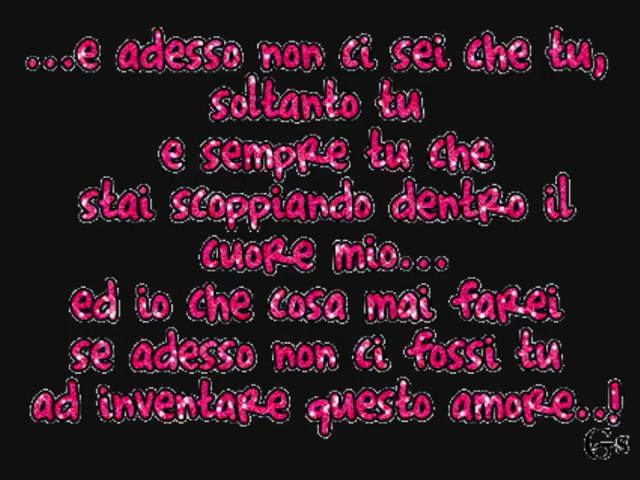 ...e adesso non ci sei che tu,
soltanto tu
e sempre tu che
stai scoppiando dentro il
cuore mio...
ed io che cosa mai farei
se adesso non ci fossi tu
ad inventare questo amore..!
Gs